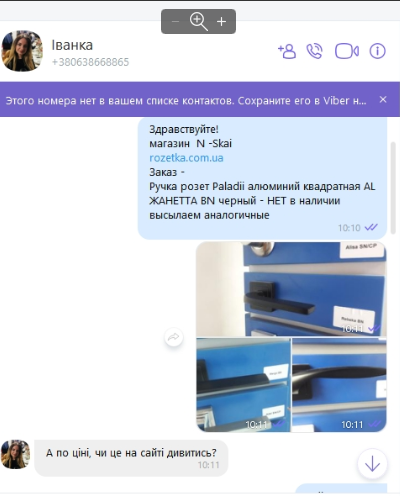 Іванка
+380638668865
Этого номера нет в вашем списке контактов. Сохраните его в Viber н...
Здравствуйте!
магазин N -Skai
rozetka.com.ua
Заказ -
Ручка розет Paladii алюминий квадратная AL
ЖАНЕТТА BN черный - НЕТ в наличии
высылаем аналогичные
10:10
Alisa SN/CP
10:11
10:11
10:11
А по ціні, чи це на сайті дивитись?
10:11